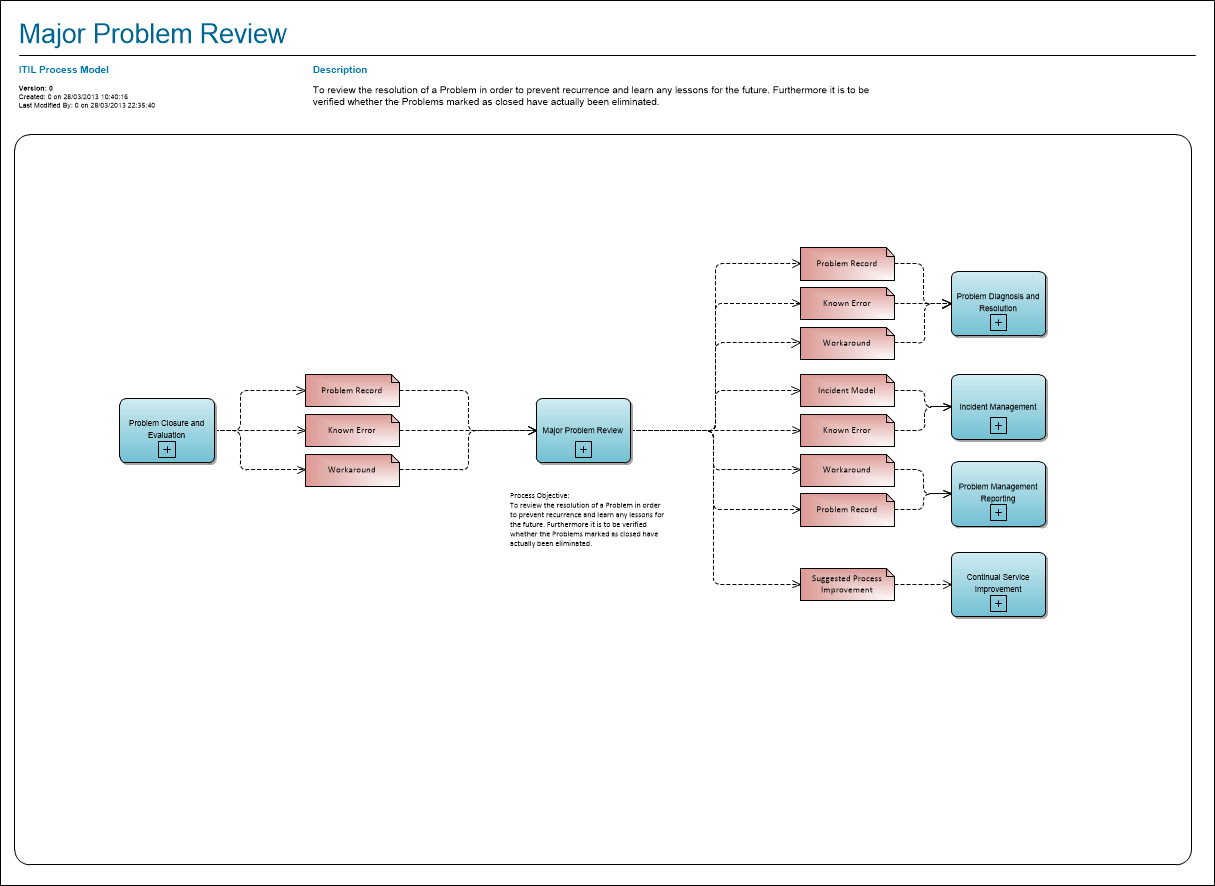 Major Problem Review
ITIL Process Model
Version: 0
Created: 0 on 28/03/2013 10:40:16
Last Modified By: 0 on 28/03/2013 22:35:40
Description
To review the resolution of a Problem in order to prevent recurrence and learn any lessons for the future. Furthermore it is to be
verified whether the Problems marked as closed have actually been eliminated.
Problem Closure and
Evaluation
Problem Record
Known Error
Workaround
Major Problem Review
Process Objective:
To review the resolution of a Problem in order
to prevent recurrence and learn any lessons for
the future. Furthermore it is to be verified
whether the Problems marked as closed have
actually been eliminated.
Problem Record
Known Error
Workaround
Incident Model
Known Error
Workaround
Problem Record
Suggested Process
Improvement
Problem Diagnosis and
Resolution
Incident Management
Problem Management
Reporting
Continual Service
Improvement